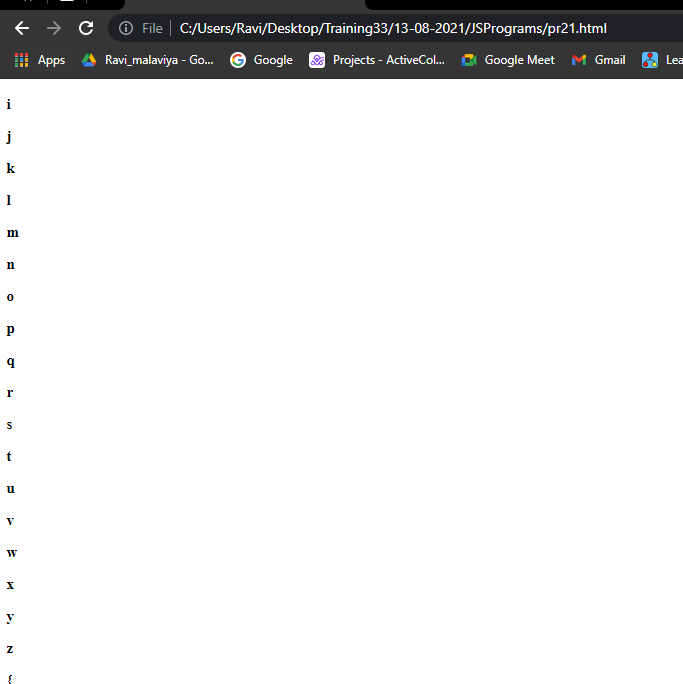 File C:/Users/Ravi/Desktop/Training33/13-08-2021/JSPrograms/pr21.html
Apps Ravi_malaviya - Go... Google Projects - ActiveCol... Google Meet Gmail Lea
i
j
k
l
m
n
o
p
q
r
s
t
u
v
w
x
y
z
{